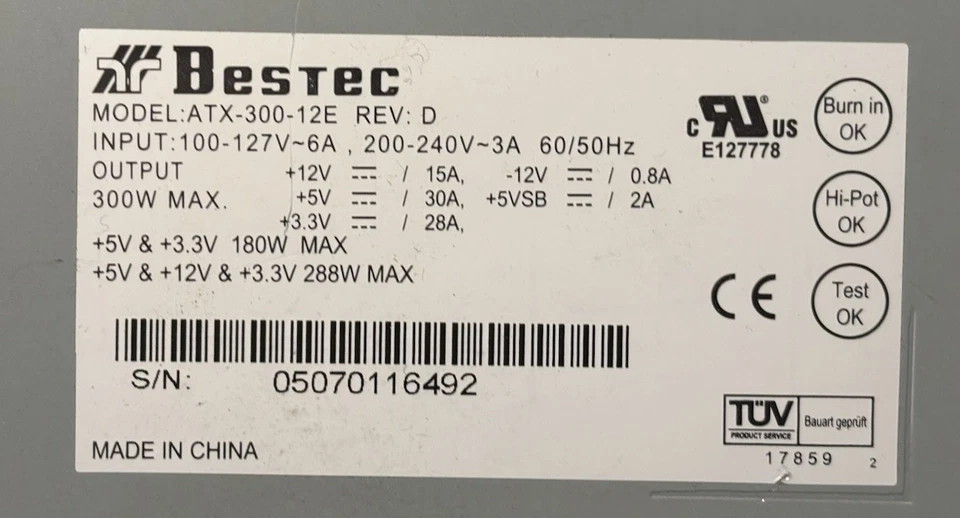 BESTEC
MODEL:ATX-300-12E REV: D
INPUT:100-127V~6A , 200-240V~3A 60/50Hz
OUTPUT +12V ⎓ / 15A, -12V ⎓ / 0.8A
300W MAX. +5V ⎓ / 30A, +5VSB ⎓ / 2A
+3.3V ⎓ / 28A,
+5V & +3.3V 180W MAX
+5V & +12V & +3.3V 288W MAX
S/N: 05070116492
MADE IN CHINA
c RU ® US
E127778
Burn in
OK
Hi-Pot
OK
CE
Test
OK
TÜV
PRODUCT SERVICE
Bauart geprüft
17859 2